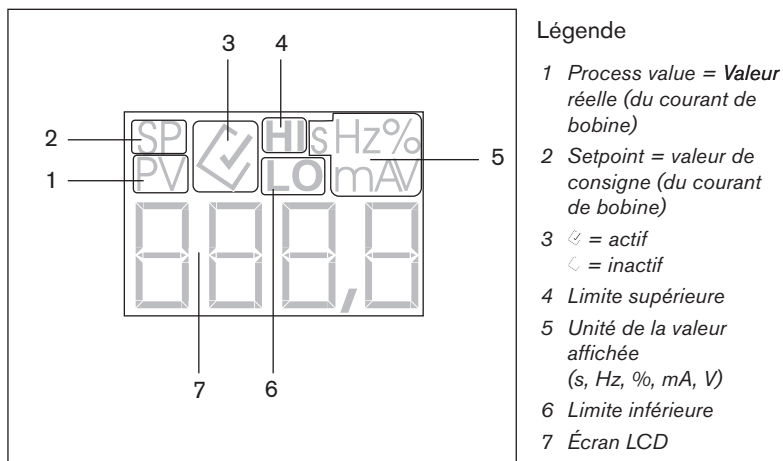 3
4
SP
HI
s Hz%
2
PV
LO
mAV
1
5
888,8
7
6
Légende
1 Process value = Valeur
réelle (du courant de
bobine)
2 Setpoint = valeur de
consigne (du courant
de bobine)
3 = actif
= inactif
4 Limite supérieure
5 Unité de la valeur
affichée
(s, Hz, %, mA, V)
6 Limite inférieure
7 Écran LCD